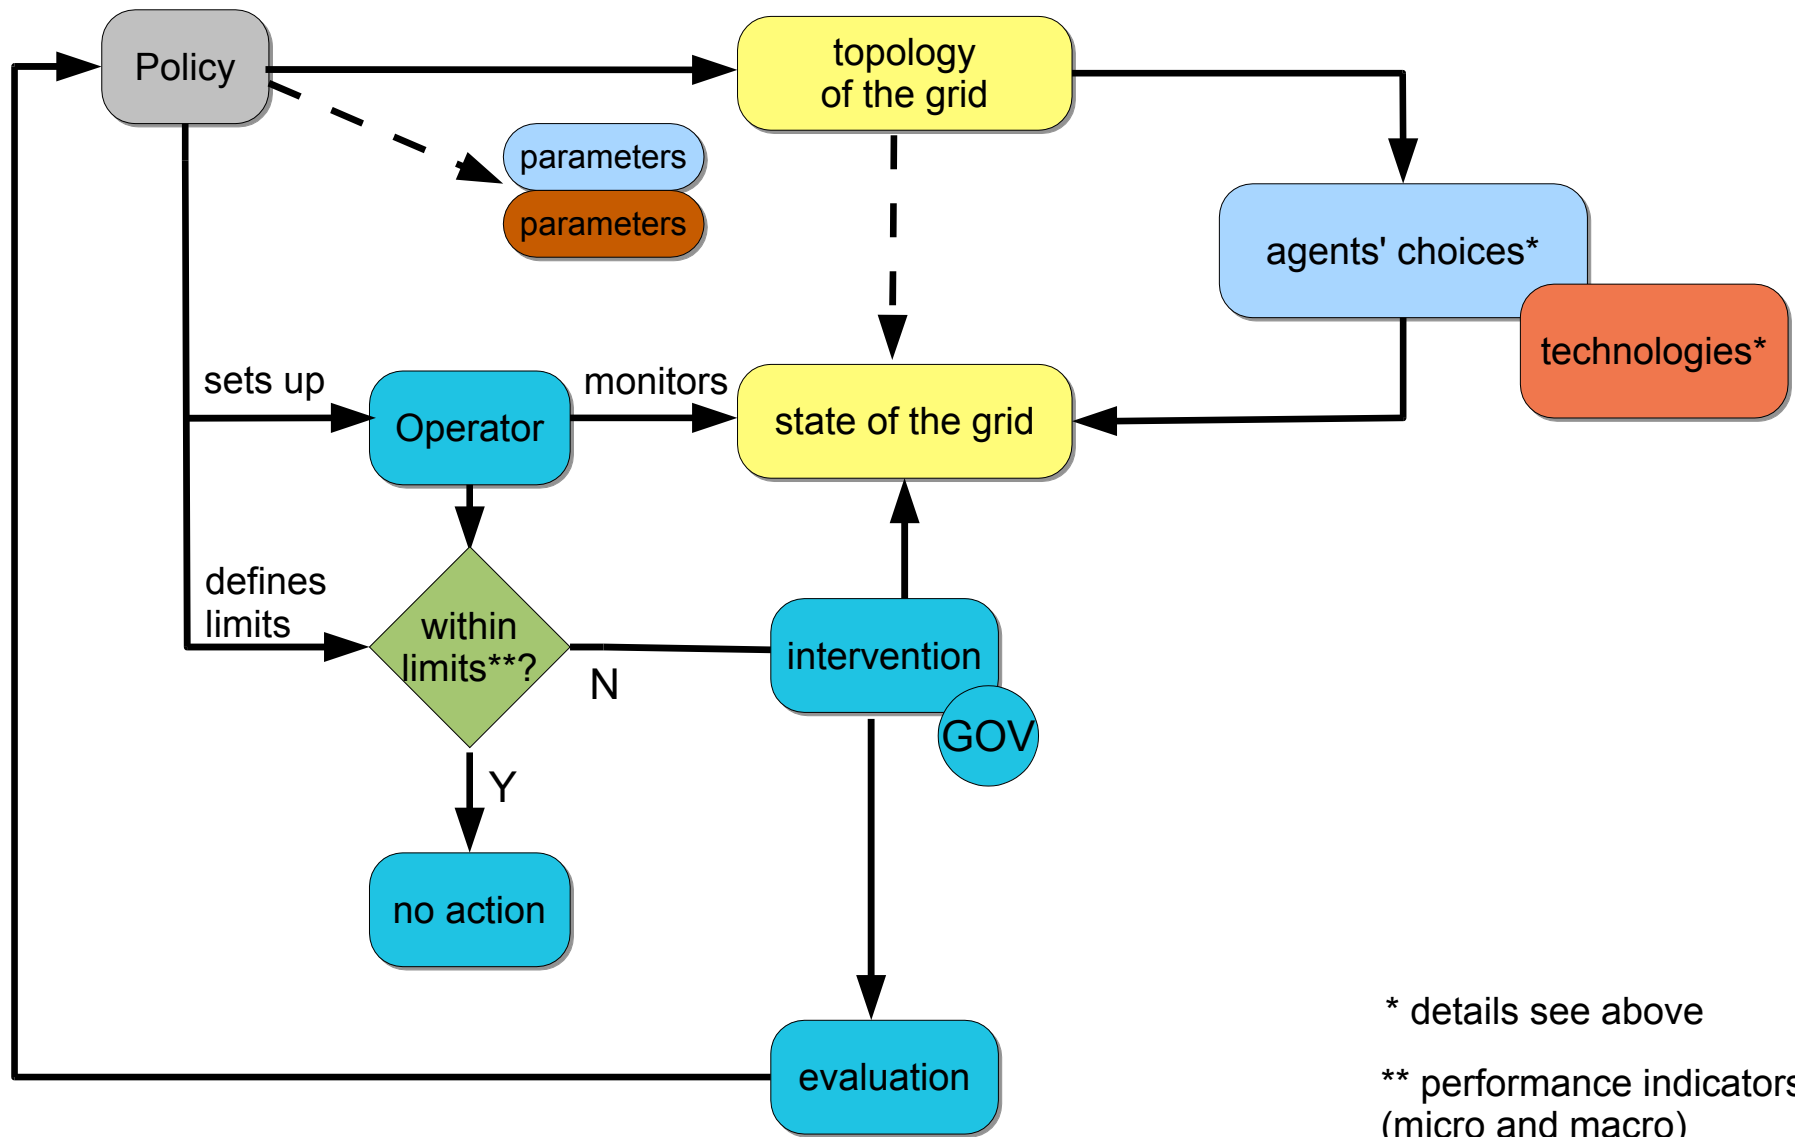 Policy
topology
of the grid
parameters
parameters
agents' choices*
technologies*
sets up
Operator
monitors
state of the grid
defines
limits
within
limits**?
N
intervention
GOV
Y
no action
evaluation
* details see above
** performance indicators
(micro and macro)